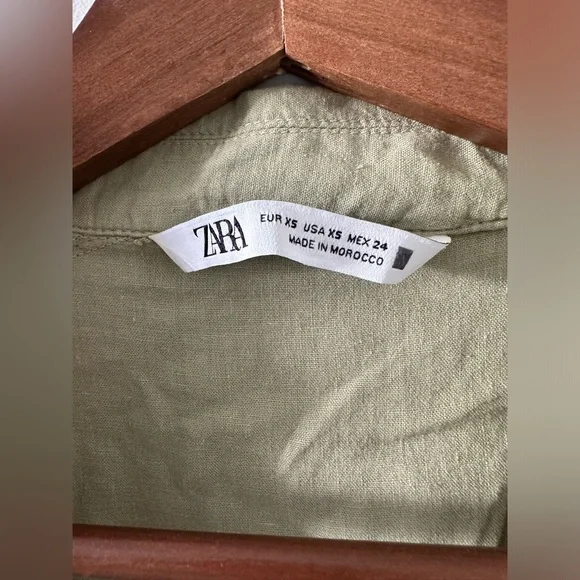 ZARA
EUR XS USA XS MEX 24
MADE IN MOROCCO